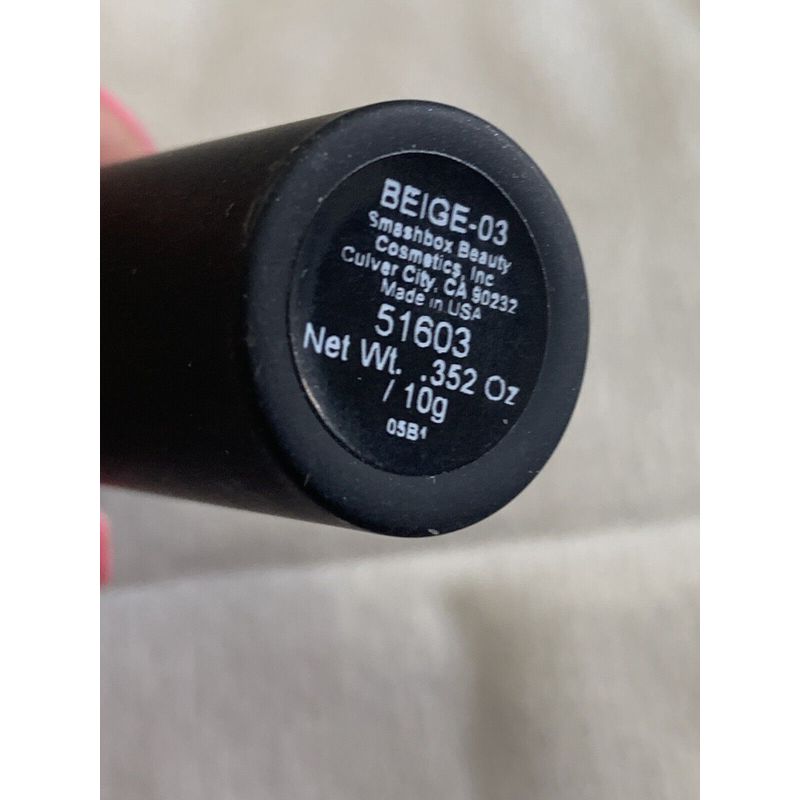 BEIGE-03
Smashbox Beauty
Cosmetics, Inc
Culver City, CA 90232
Made in USA
51603
Net Wt. .352 Oz
/ 10g
05B1